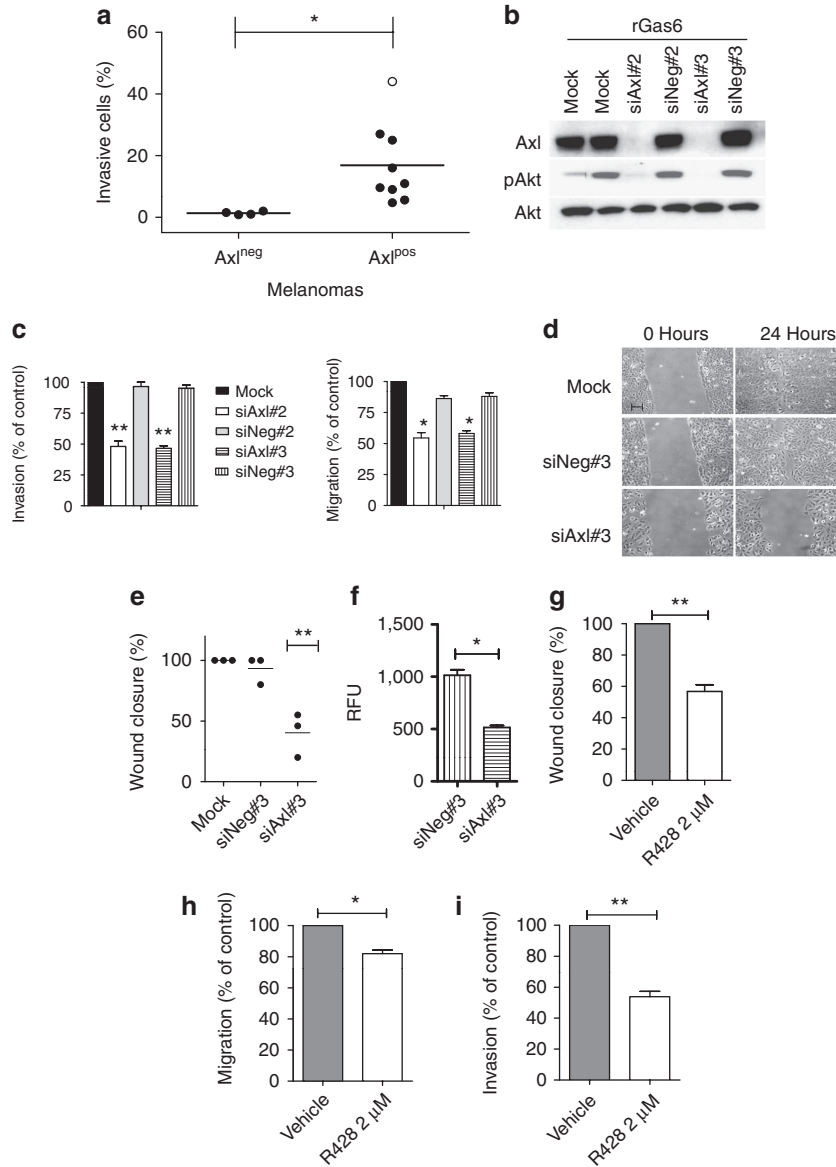 a
*
60
40
20
0
Invasive cells (%)
Axlneg
Axlpos
Melanomas
b
rGas6
Mock
Mock
siAxl#2
siNeg#2
siAxl#3
siNeg#3
Axl
pAkt
Akt
c
Invasion (% of control)
100
75
50
25
0
**
**
Mock
siAxl#2
siNeg#2
siAxl#3
siNeg#3
Migration (% of control)
100
75
50
25
0
*
*
d
0 Hours
24 Hours
Mock
siNeg#3
siAxl#3
e
Wound closure (%)
100
50
0
**
Mock
siNeg#3
siAxl#3
f
RFU
1,500
1,000
500
0
*
siNeg#3
siAxl#3
g
Wound closure (%)
100
80
60
40
20
0
**
Vehicle
R428 2 μM
h
Migration (% of control)
100
80
60
40
20
0
*
Vehicle
R428 2 μM
i
Invasion (% of control)
100
80
60
40
20
0
**
Vehicle
R428 2 μM